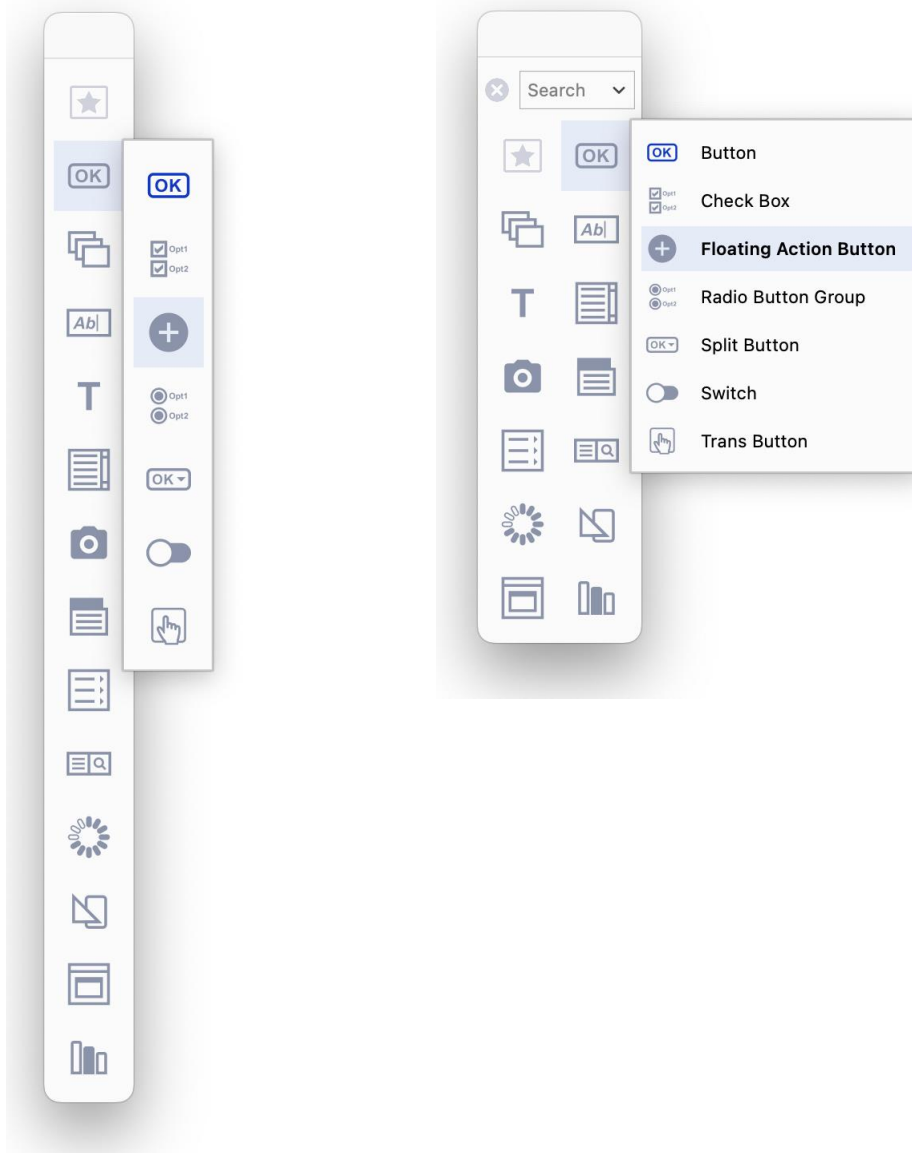 OK
OK
Opt1
Opt2
Ab
T
Opt1
Opt2
OK
Search
OK
Ab
T
OK Button
Opt1
Opt2
Check Box
Floating Action Button
Opt1
Opt2
Radio Button Group
OK Split Button
Switch
Trans Button